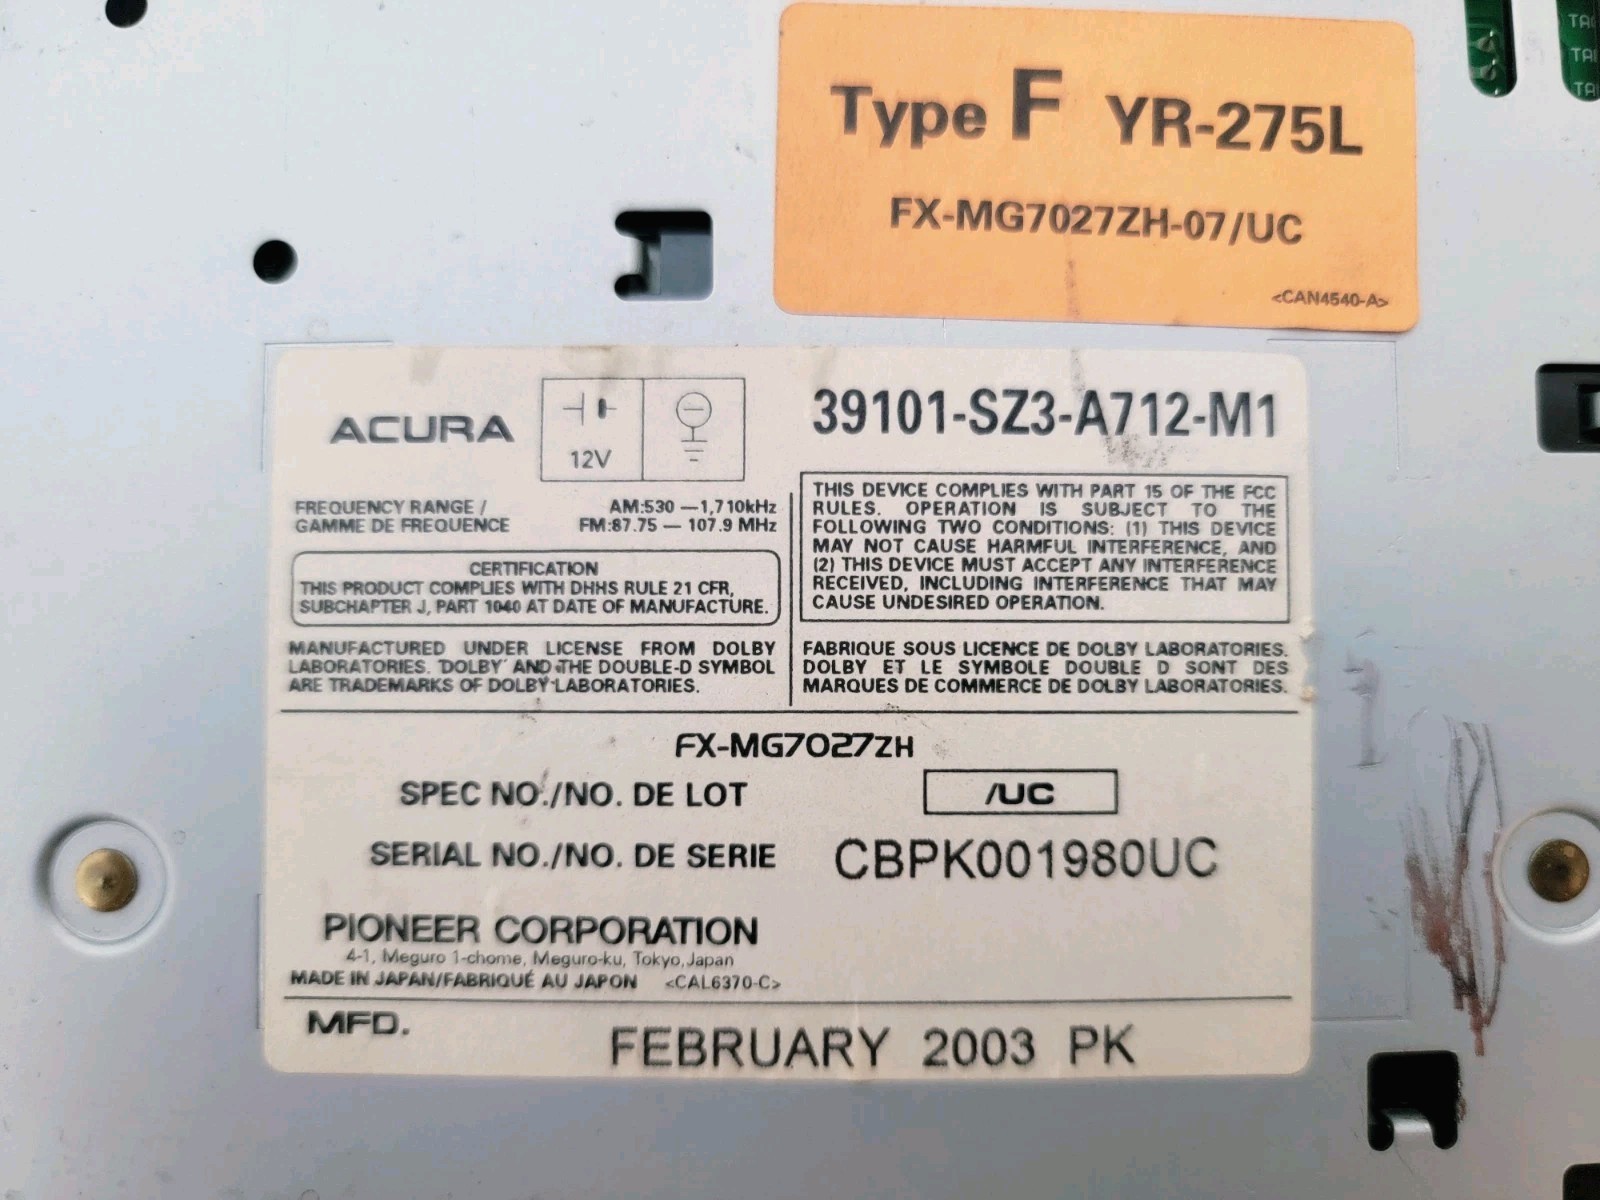 Type F YR-275L
FX-MG7027ZH-07/UC
<CAN4540-A>
ACURA
12V
39101-SZ3-A712-M1
FREQUENCY RANGE / AM:530 — 1,710kHz
GAMME DE FREQUENCE FM:87.75 — 107.9 MHz
CERTIFICATION
THIS PRODUCT COMPLIES WITH DHHS RULE 21 CFR,
SUBCHAPTER J, PART 1040 AT DATE OF MANUFACTURE.
THIS DEVICE COMPLIES WITH PART 15 OF THE FCC
RULES. OPERATION IS SUBJECT TO THE
FOLLOWING TWO CONDITIONS: (1) THIS DEVICE
MAY NOT CAUSE HARMFUL INTERFERENCE, AND
(2) THIS DEVICE MUST ACCEPT ANY INTERFERENCE
RECEIVED, INCLUDING INTERFERENCE THAT MAY
CAUSE UNDESIRED OPERATION.
MANUFACTURED UNDER LICENSE FROM DOLBY
LABORATORIES. 'DOLBY' AND THE DOUBLE-D SYMBOL
ARE TRADEMARKS OF DOLBY LABORATORIES.
FABRIQUE SOUS LICENCE DE DOLBY LABORATORIES.
DOLBY ET LE SYMBOLE DOUBLE D SONT DES
MARQUES DE COMMERCE DE DOLBY LABORATORIES.
FX-MG7027ZH
SPEC NO./NO. DE LOT /UC
SERIAL NO./NO. DE SERIE CBPK001980UC
PIONEER CORPORATION
4-1, Meguro 1-chome, Meguro-ku, Tokyo, Japan
MADE IN JAPAN/FABRIQUÉ AU JAPON <CAL6370-C>
MFD. FEBRUARY 2003 PK